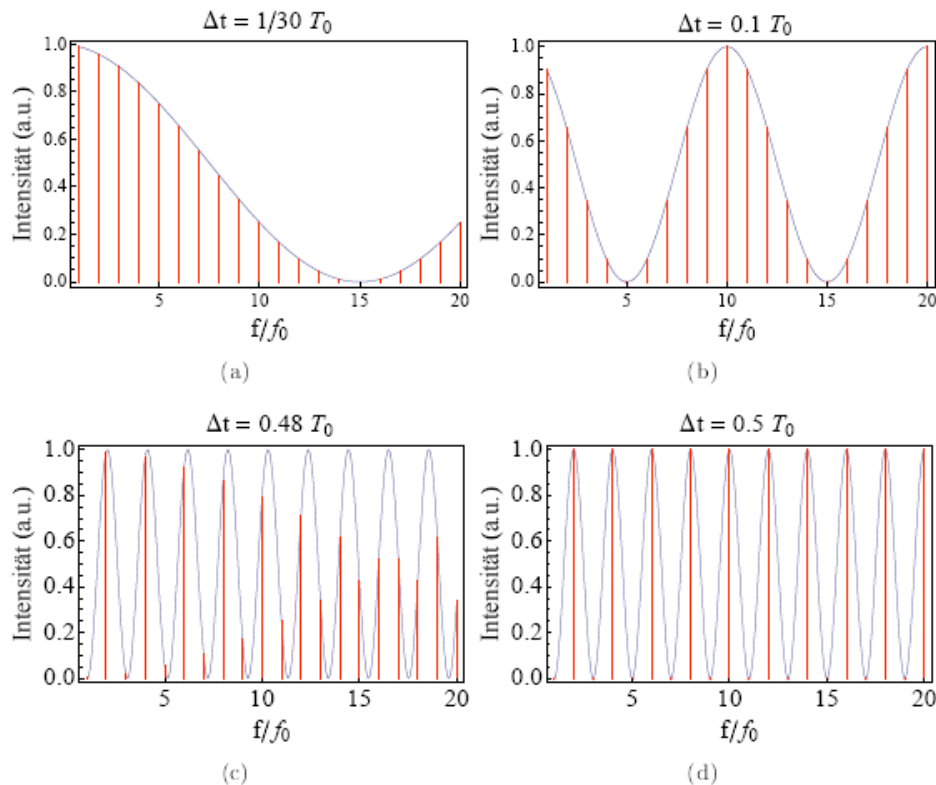 Δt = 1/30 T₀
Intensität (a.u.)
1.0
0.8
0.6
0.4
0.2
0.0
5 10 15 20
f/f₀
(a)
Δt = 0.1 T₀
Intensität (a.u.)
1.0
0.8
0.6
0.4
0.2
0.0
5 10 15 20
f/f₀
(b)
Δt = 0.48 T₀
Intensität (a.u.)
1.0
0.8
0.6
0.4
0.2
0.0
5 10 15 20
f/f₀
(c)
Δt = 0.5 T₀
Intensität (a.u.)
1.0
0.8
0.6
0.4
0.2
0.0
5 10 15 20
f/f₀
(d)